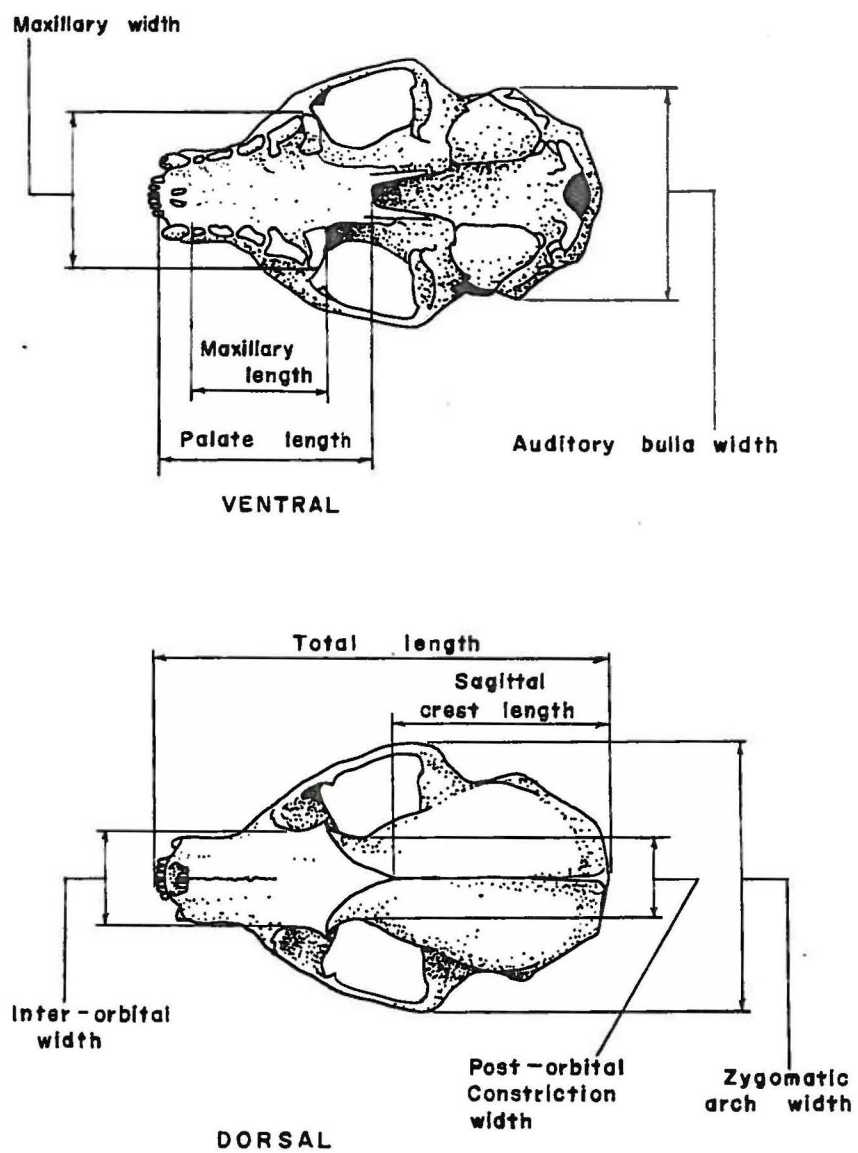 Maxillary width
Maxillary
length
Palate length
Auditory bulla width
VENTRAL
Total length
Sagittal
crest length
Inter-orbital
width
Post-orbital
Constriction
width
Zygomatic
arch width
DORSAL